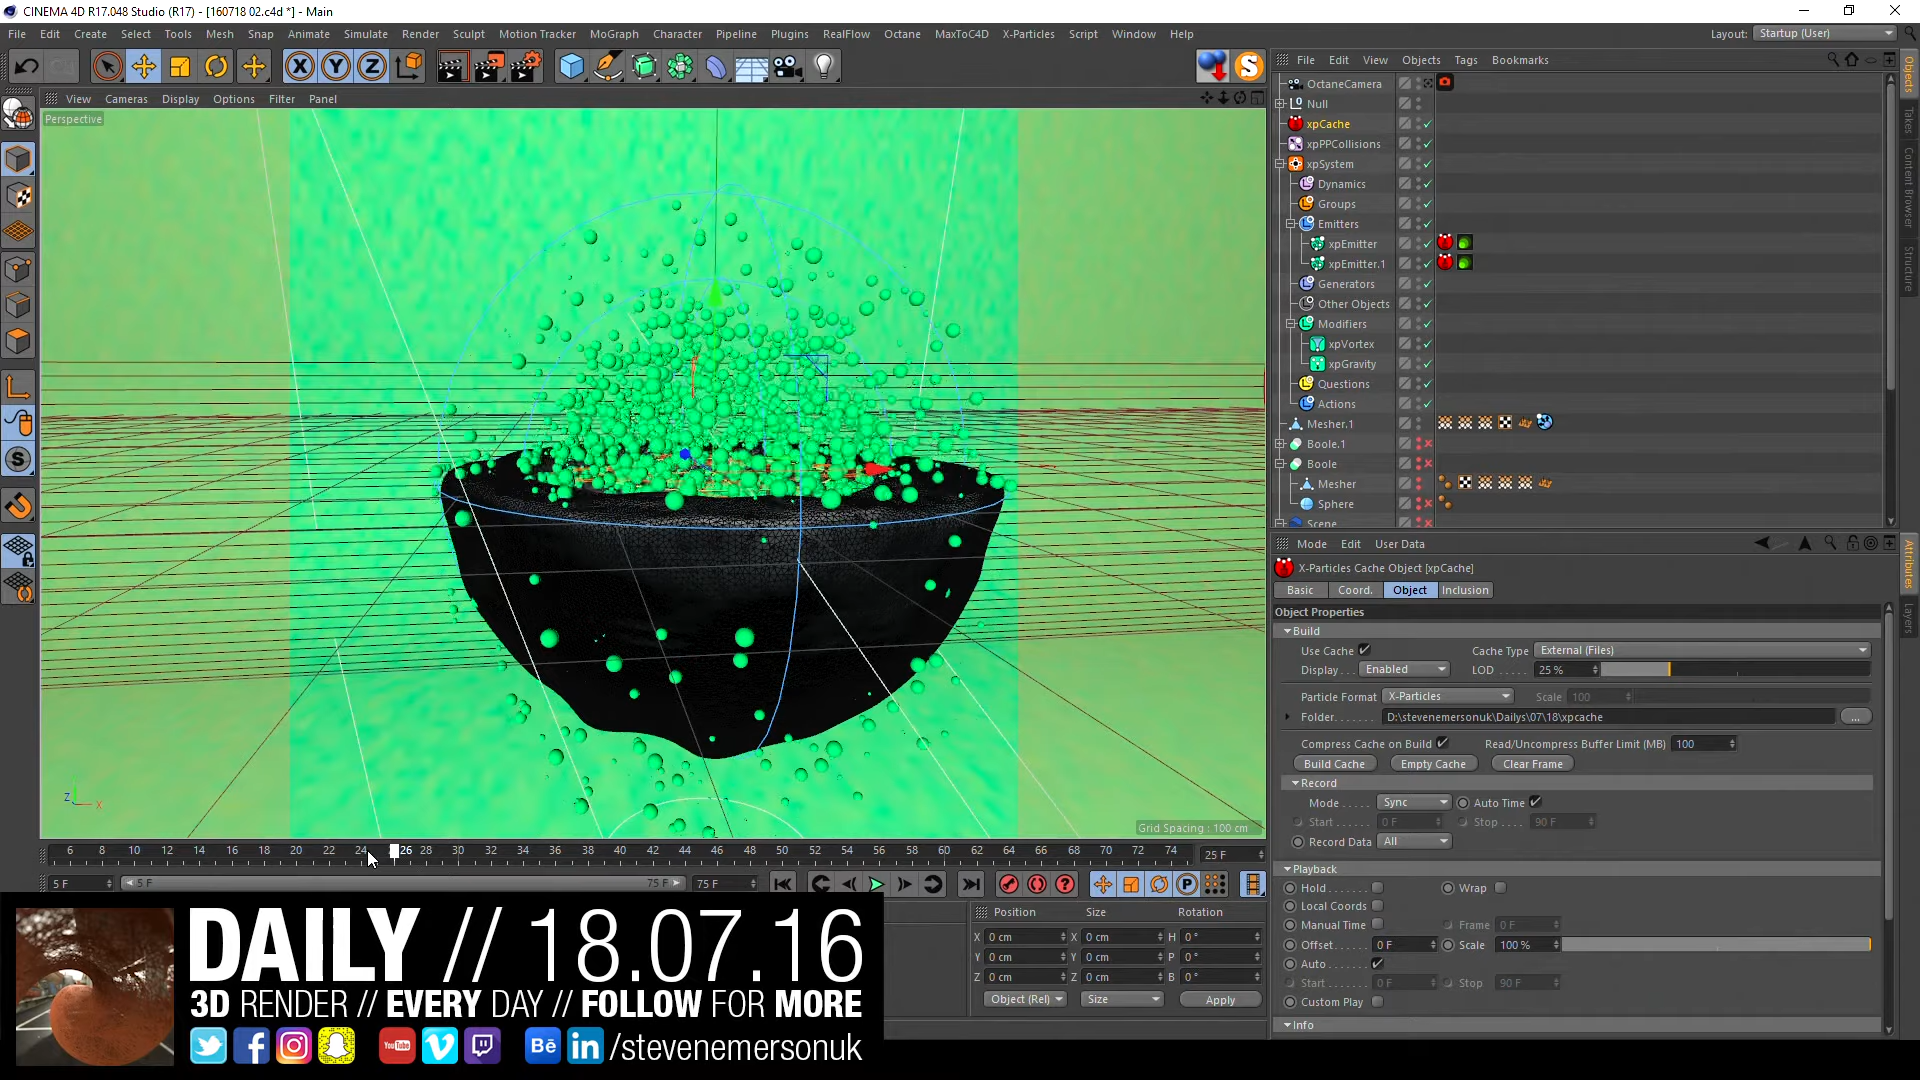 CINEMA 4D R17.048 Studio (R17) - [160718 02.c4d *] - Main
File Edit Create Select Tools Mesh Snap Animate Simulate Render Sculpt Motion Tracker MoGraph Character Pipeline Plugins RealFlow Octane MaxToC4D X-Particles Script Window Help
Layout: Startup (User)
X Y Z S
View Cameras Display Options Filter Panel
Perspective
Z X
Grid Spacing : 100 cm
6 8 10 12 14 16 18 20 22 24 26 28 30 32 34 36 38 40 42 44 46 48 50 52 54 56 58 60 62 64 66 68 70 72 74
25 F
5 F 5 F 75 F 75 F
Position Size Rotation
X 0 cm X 0 cm H 0 °
Y 0 cm Y 0 cm P 0 °
Z 0 cm Z 0 cm B 0 °
Object (Rel) Size Apply
File Edit View Objects Tags Bookmarks
OctaneCamera
Null
xpCache
xpPPCollisions
xpSystem
Dynamics
Groups
Emitters
xpEmitter
xpEmitter.1
Generators
Other Objects
Modifiers
xpVortex
xpGravity
Questions
Actions
Mesher.1
Boole.1
Boole
Mesher
Sphere
Scene
Objects
Takes
Content Browser
Structure
Mode Edit User Data
X-Particles Cache Object [xpCache]
Basic Coord. Object Inclusion
Object Properties
Build
Use Cache Cache Type External (Files)
Display . Enabled LOD . . . . . 25 %
Particle Format X-Particles Scale 100
Folder. . . . . . . D:\stevenemersonuk\Dailys\07\18\xpcache ...
Compress Cache on Build Read/Uncompress Buffer Limit (MB) 100
Build Cache Empty Cache Clear Frame
Record
Mode . . . . . Sync Auto Time
Start . . . . . 0 F Stop . . . . 90 F
Record Data All
Playback
Hold . . . . . . . Wrap
Local Coords
Manual Time Frame 0 F
Offset. . . . . . 0 F Scale 100 %
Auto . . . . . . .
Start . . . . . . 0 F Stop 90 F
Custom Play
Info
Attributes
Layers
DAILY // 18.07.16
3D RENDER // EVERY DAY // FOLLOW FOR MORE
YouTube Bē in /stevenemersonuk